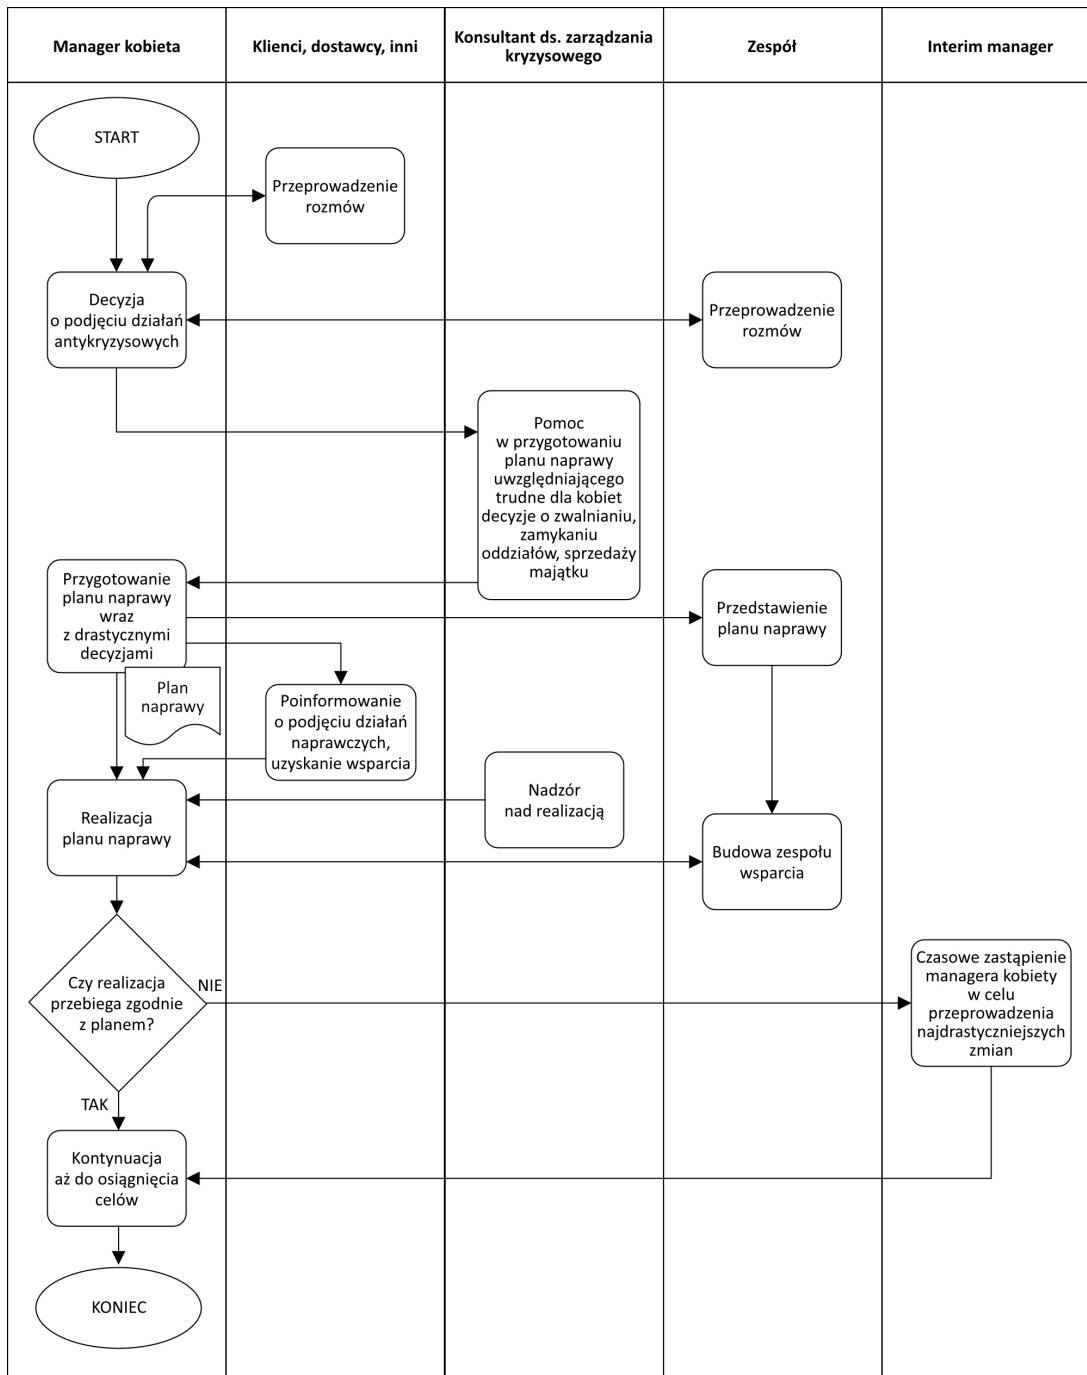 Manager kobieta
Klienci, dostawcy, inni
Konsultant ds. zarządzania
kryzysowego
Zespół
Interim manager
START
Przeprowadzenie
rozmów
Decyzja
o podjęciu działań
antykryzysowych
Przeprowadzenie
rozmów
Pomoc
w przygotowaniu
planu naprawy
uwzględniającego
trudne dla kobiet
decyzje o zwalnianiu,
zamykaniu
oddziałów, sprzedaży
majątku
Przygotowanie
planu naprawy
wraz
z drastycznymi
decyzjami
Przedstawienie
planu naprawy
Plan
naprawy
Poinformowanie
o podjęciu działań
naprawczych,
uzyskanie wsparcia
Nadzór
nad realizacją
Realizacja
planu naprawy
Budowa zespołu
wsparcia
Czy realizacja
przebiega zgodnie
z planem?
NIE
Czasowe zastąpienie
managera kobiety
w celu
przeprowadzenia
najdrastyczniejszych
zmian
TAK
Kontynuacja
aż do osiągnięcia
celów
KONIEC